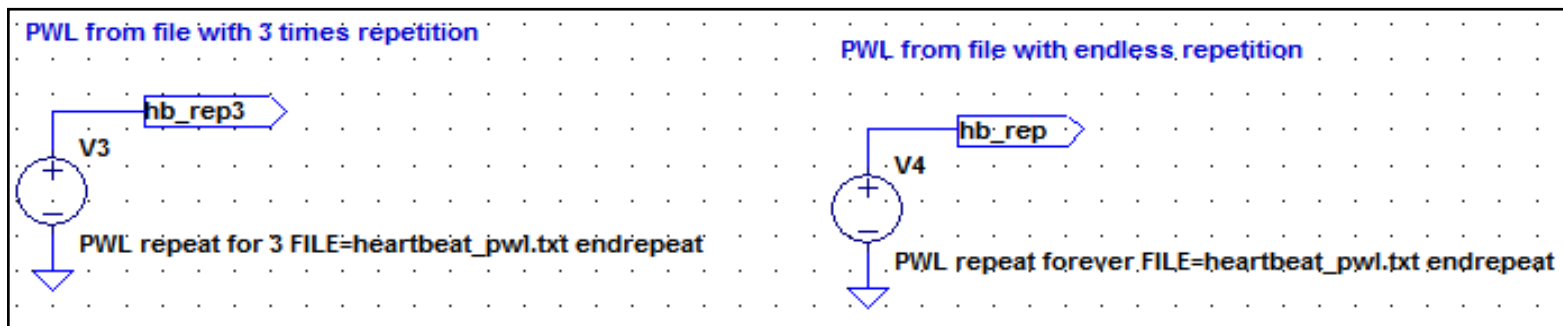 PWL from file with 3 times repetition
hb_rep3
V3
PWL repeat for 3 FILE=heartbeat_pwl.txt endrepeat
PWL from file with endless repetition
hb_rep
V4
PWL repeat forever FILE=heartbeat_pwl.txt endrepeat